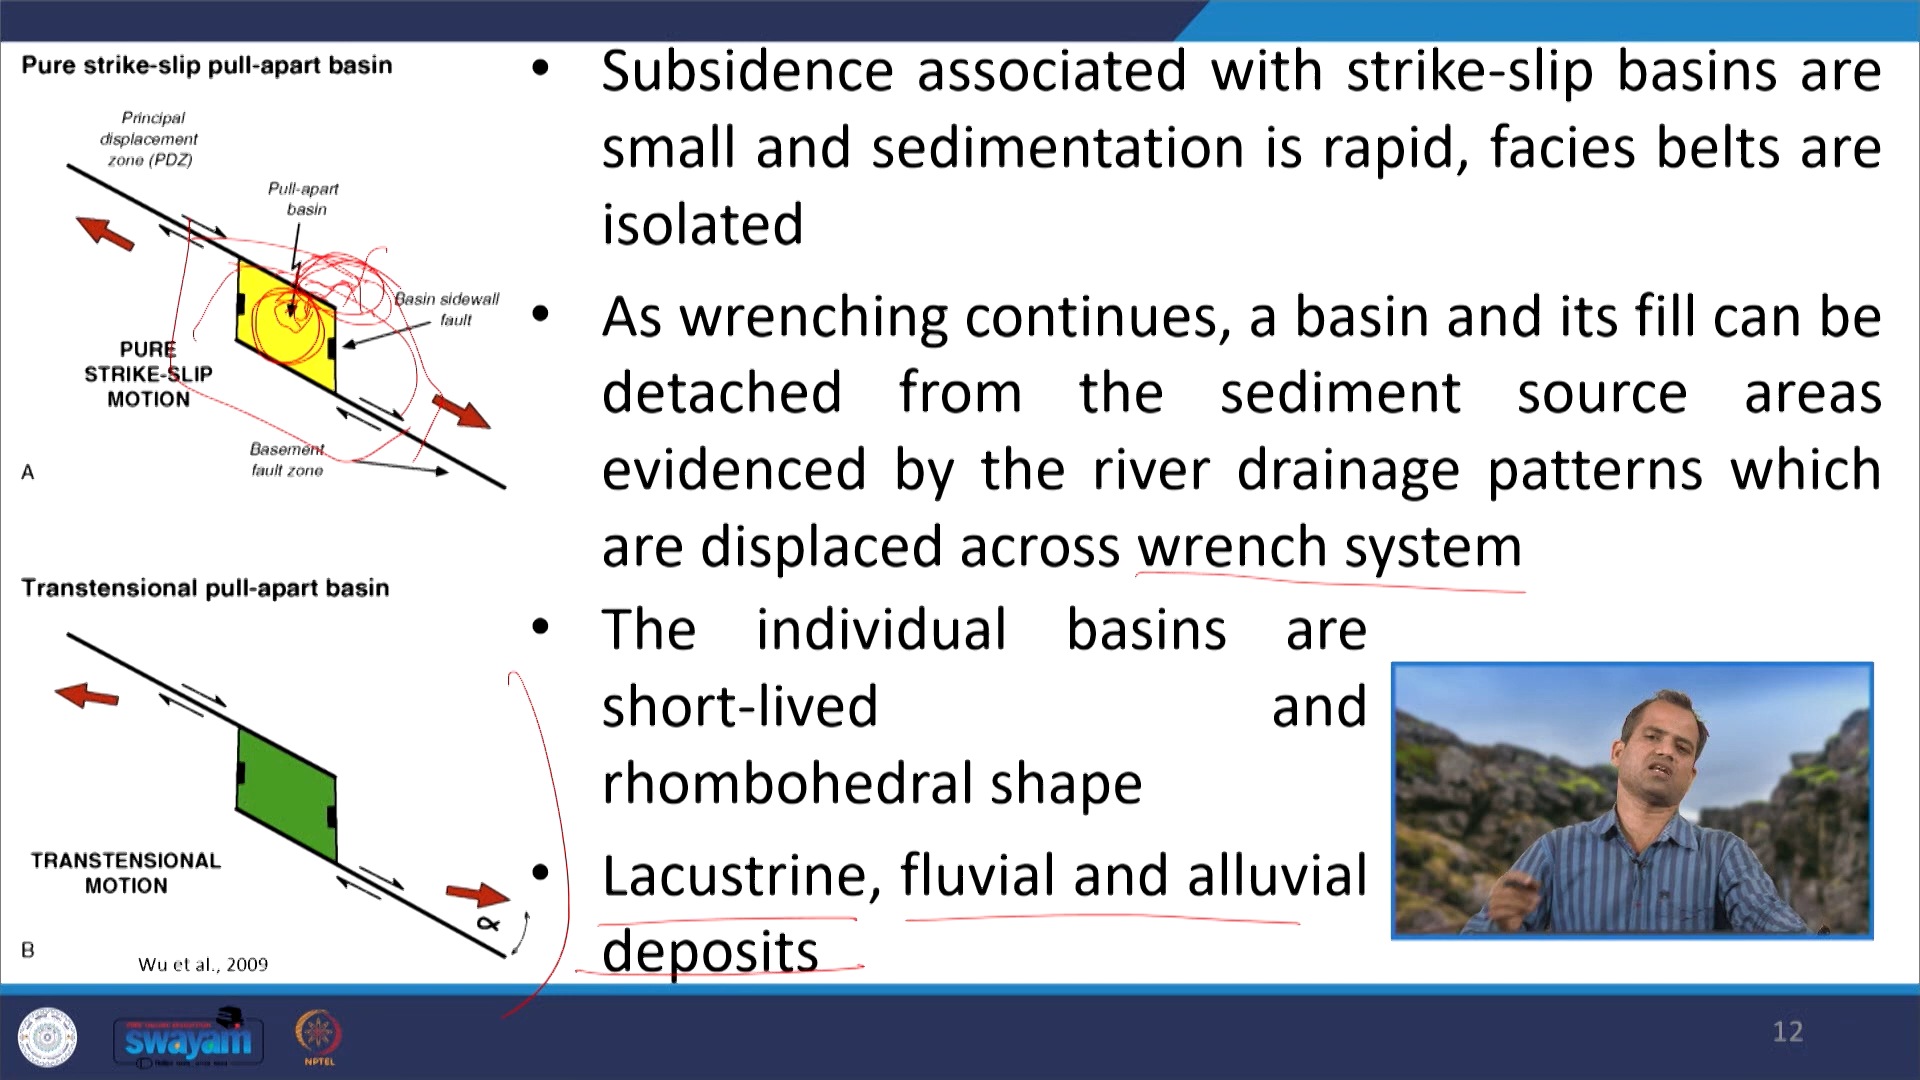 Pure strike-slip pull-apart basin
Principal
displacement
zone (PDZ)
Pull-apart
basin
Basin sidewall
fault
PURE
STRIKE-SLIP
MOTION
Basement
fault zone
A
Transtensional pull-apart basin
TRANSTENSIONAL
MOTION
α
B
Wu et al., 2009
• Subsidence associated with strike-slip basins are
small and sedimentation is rapid, facies belts are
isolated
• As wrenching continues, a basin and its fill can be
detached from the sediment source areas
evidenced by the river drainage patterns which
are displaced across wrench system
• The individual basins are
short-lived and
rhombohedral shape
• Lacustrine, fluvial and alluvial
deposits
swayam
NPTEL
12